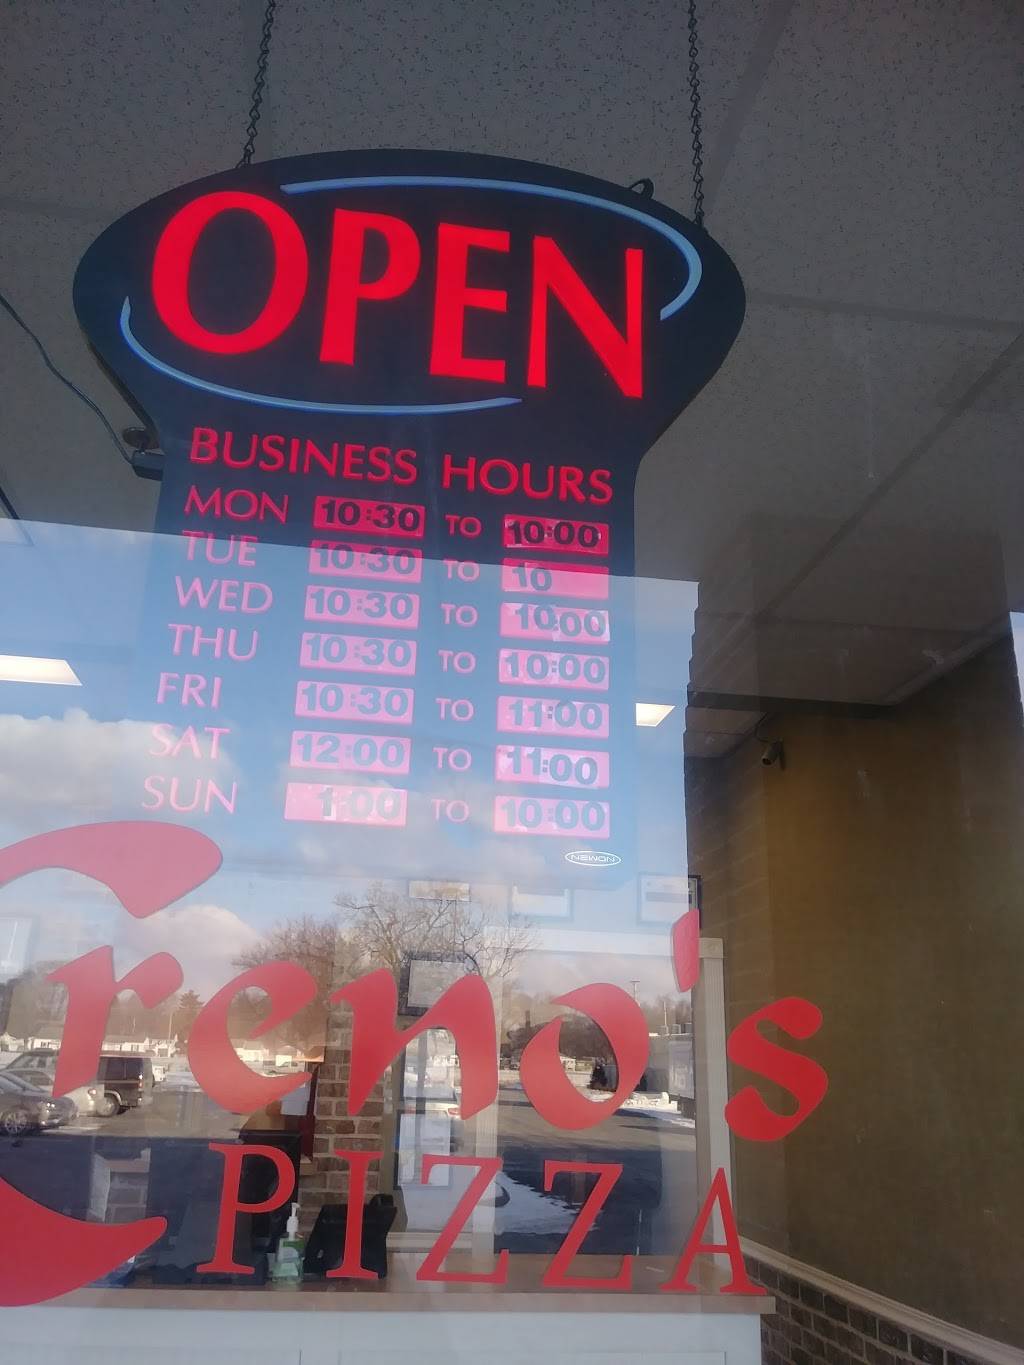 OPEN
BUSINESS HOURS
MON 10:30 TO 10:00
TUE 10:30 TO 10
WED 10:30 TO 10:00
THU 10:30 TO 10:00
FRI 10:30 TO 11:00
SAT 12:00 TO 11:00
SUN 1:00 TO 10:00
NEWON
Creno's
PIZZA